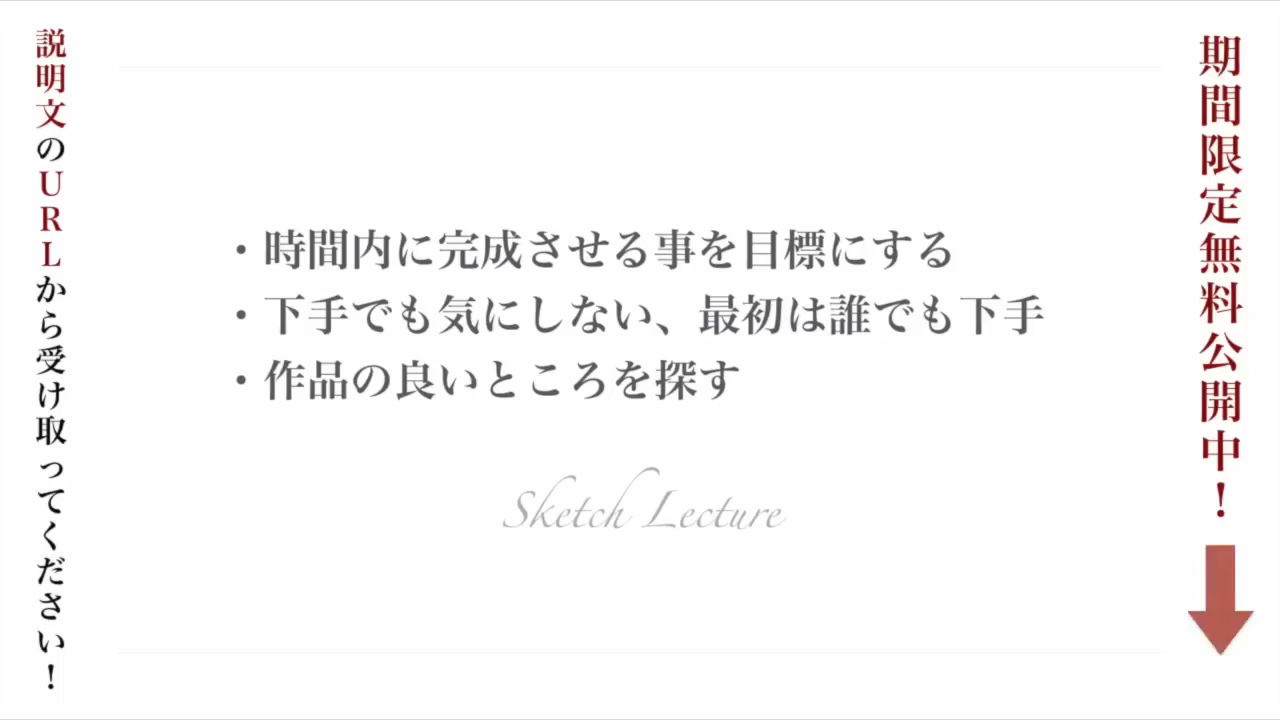 期間限定無料公開中！
・時間内に完成させる事を目標にする
・下手でも気にしない、最初は誰でも下手
・作品の良いところを探す
Sketch Lecture
説明文のURLから受け取ってください！